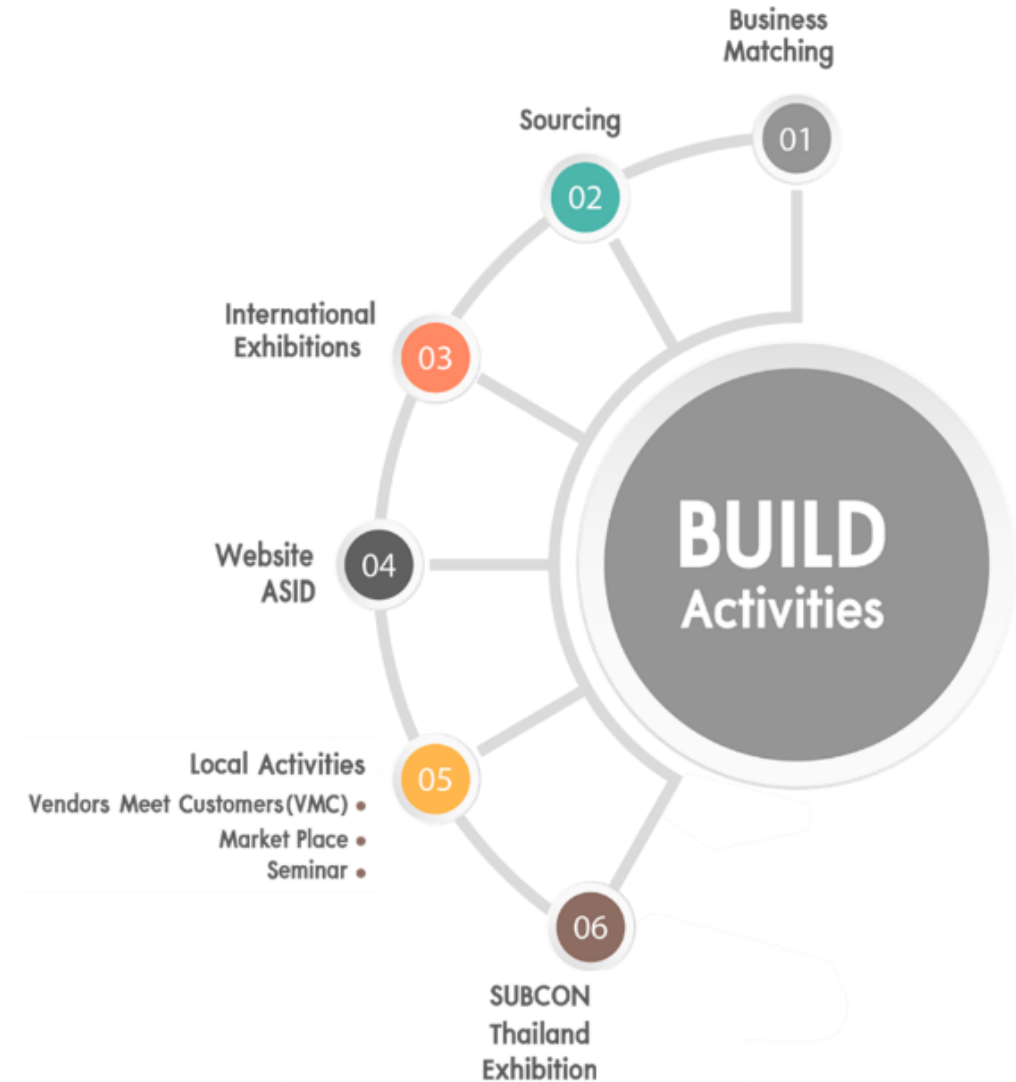 Business
Matching
01
Sourcing
02
International
Exhibitions
03
Website
ASID
04
BUILD
Activities
Local Activities
Vendors Meet Customers(VMC) •
Market Place •
Seminar •
05
06
SUBCON
Thailand
Exhibition